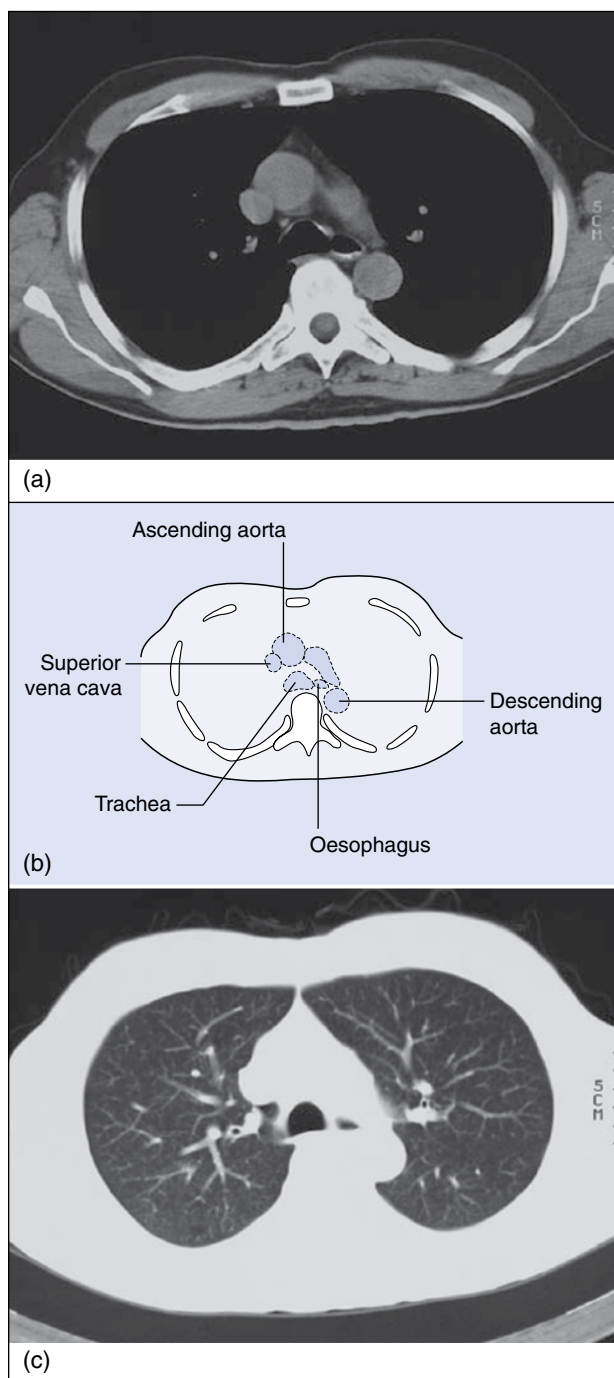 5
C
M
(a)
Ascending aorta
Superior
vena cava
Descending
aorta
Trachea
Oesophagus
(b)
5
C
M
(c)